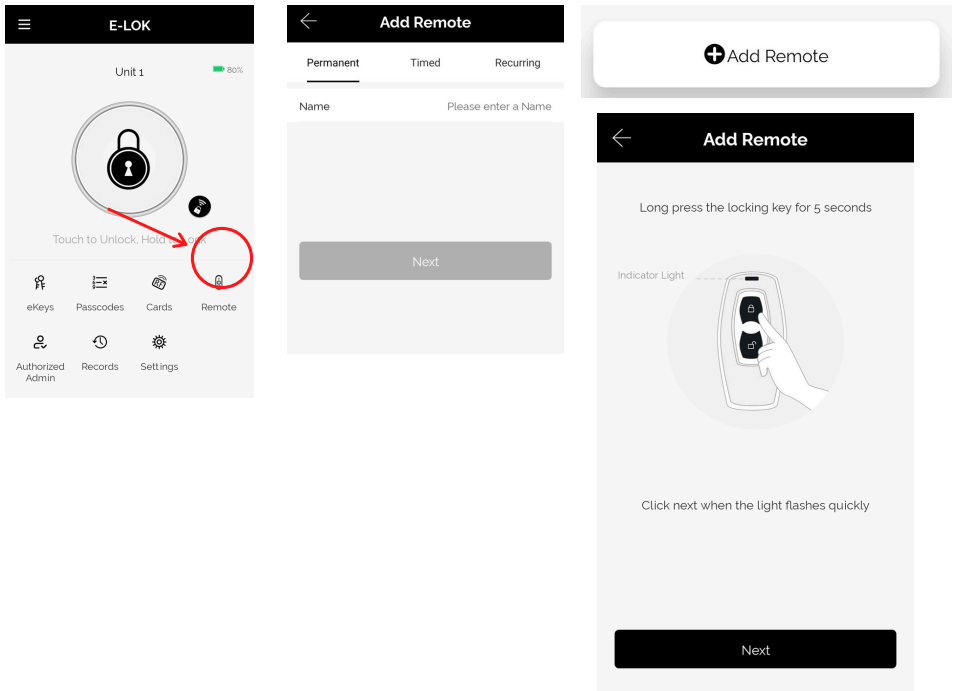 E-LOK
Unit 1
80%
Touch to Unlock, Hold to Lock
eKeys Passcodes Cards Remote
Authorized Admin Records Settings
Add Remote
Permanent Timed Recurring
Name Please enter a Name
Next
Add Remote
Add Remote
Long press the locking key for 5 seconds
Indicator Light
Click next when the light flashes quickly
Next